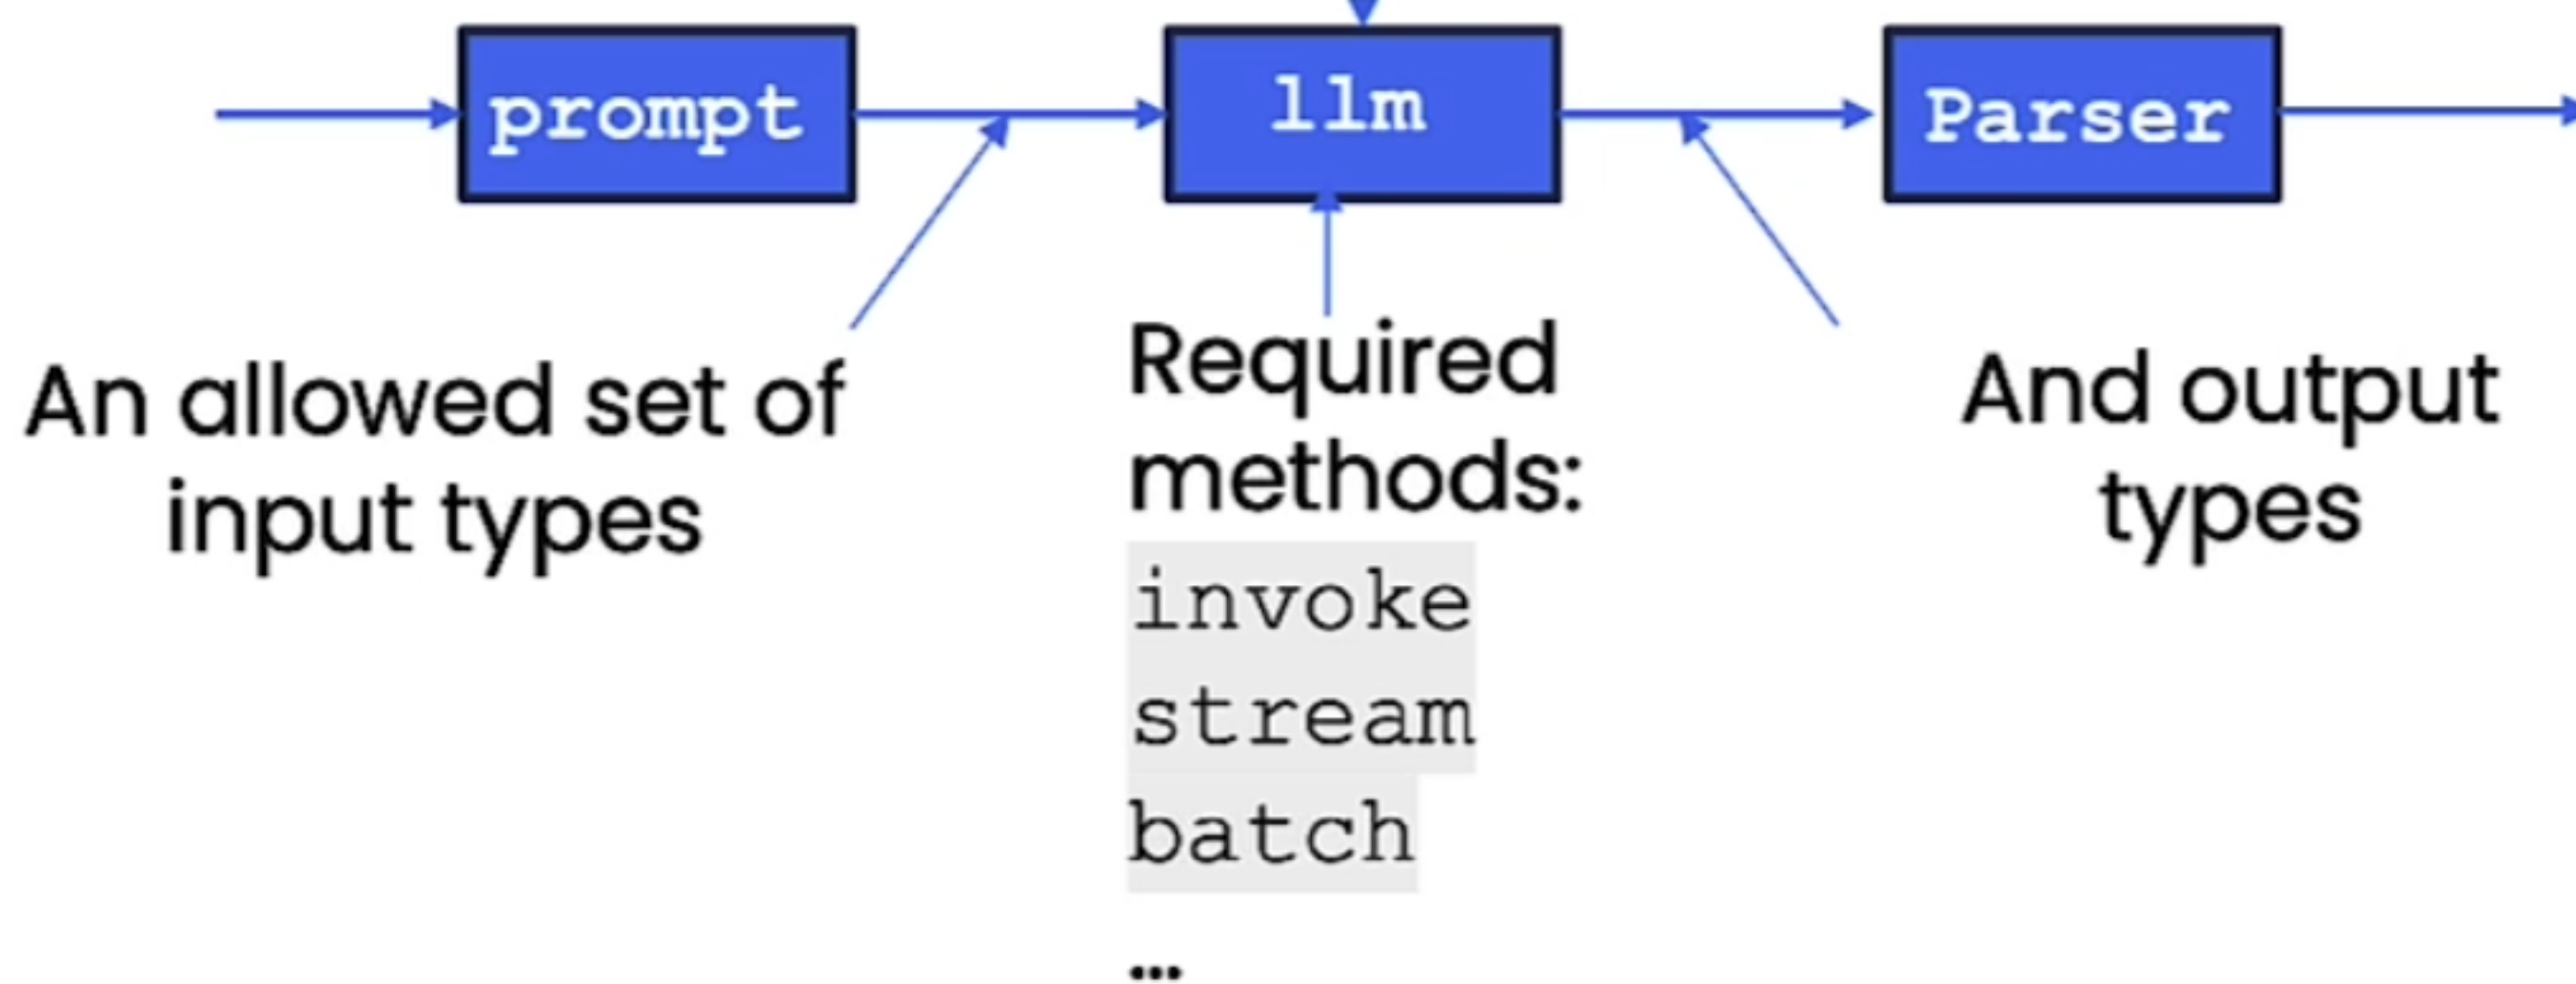 prompt
llm
Parser
An allowed set of
input types
Required
methods:
invoke
stream
batch
...
And output
types